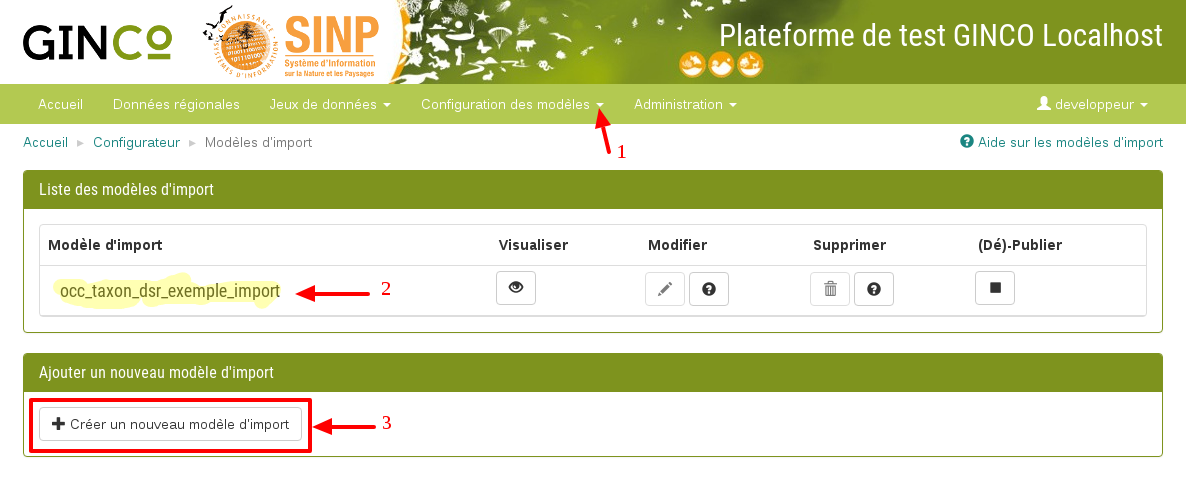 GINCO
SINP
Système d'Information
sur la Nature et les Paysages
Plateforme de test GINCO Localhost
Accueil Données régionales Jeux de données Configuration des modèles Administration developpeur
Accueil Configurateur Modèles d'import Aide sur les modèles d'import
1
Liste des modèles d'import
Modèle d'import Visualiser Modifier Supprimer (Dé)-Publier
occ_taxon_dsr_exemple_import 2
Ajouter un nouveau modèle d'import
Créer un nouveau modèle d'import 3